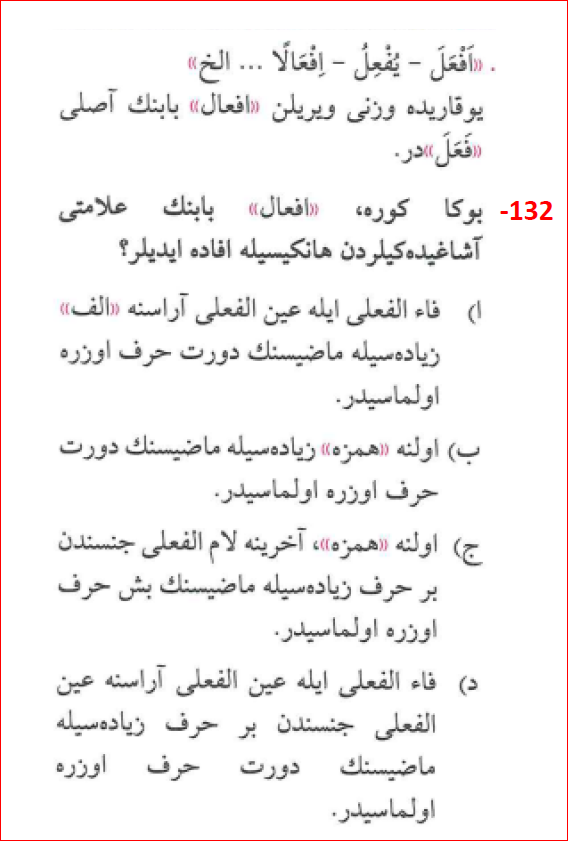 . «اَفْعَلَ – يُفْعِلُ – اِفْعَالًا ... الخ»
يوقاريده وزنى ويريلن «افعال» بابنك آصلى
«فَعَلَ»در.
132- بوكا كوره، «افعال» بابنك علامتى
آشاغيده‌كيلردن هانكيسيله افاده ايديلر؟
ا) فاء الفعلى ايله عين الفعلى آراسنه «الف»
زياده‌سيله ماضيسنك دورت حرف اوزره
اولماسيدر.
ب) اولنه «همزه» زياده‌سيله ماضيسنك دورت
حرف اوزره اولماسيدر.
ج) اولنه «همزه»، آخرينه لام الفعلى جنسندن
بر حرف زياده‌سيله ماضيسنك بش حرف
اوزره اولماسيدر.
د) فاء الفعلى ايله عين الفعلى آراسنه عين
الفعلى جنسندن بر حرف زياده‌سيله
ماضيسنك دورت حرف اوزره
اولماسيدر.